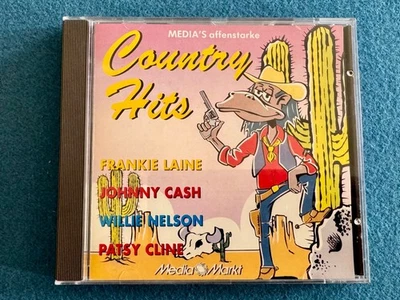 MEDIA'S affenstarke
Country
Hits
FRANKIE LAINE
JOHNNY CASH
WILLIE NELSON
PATSY CLINE
Media Markt